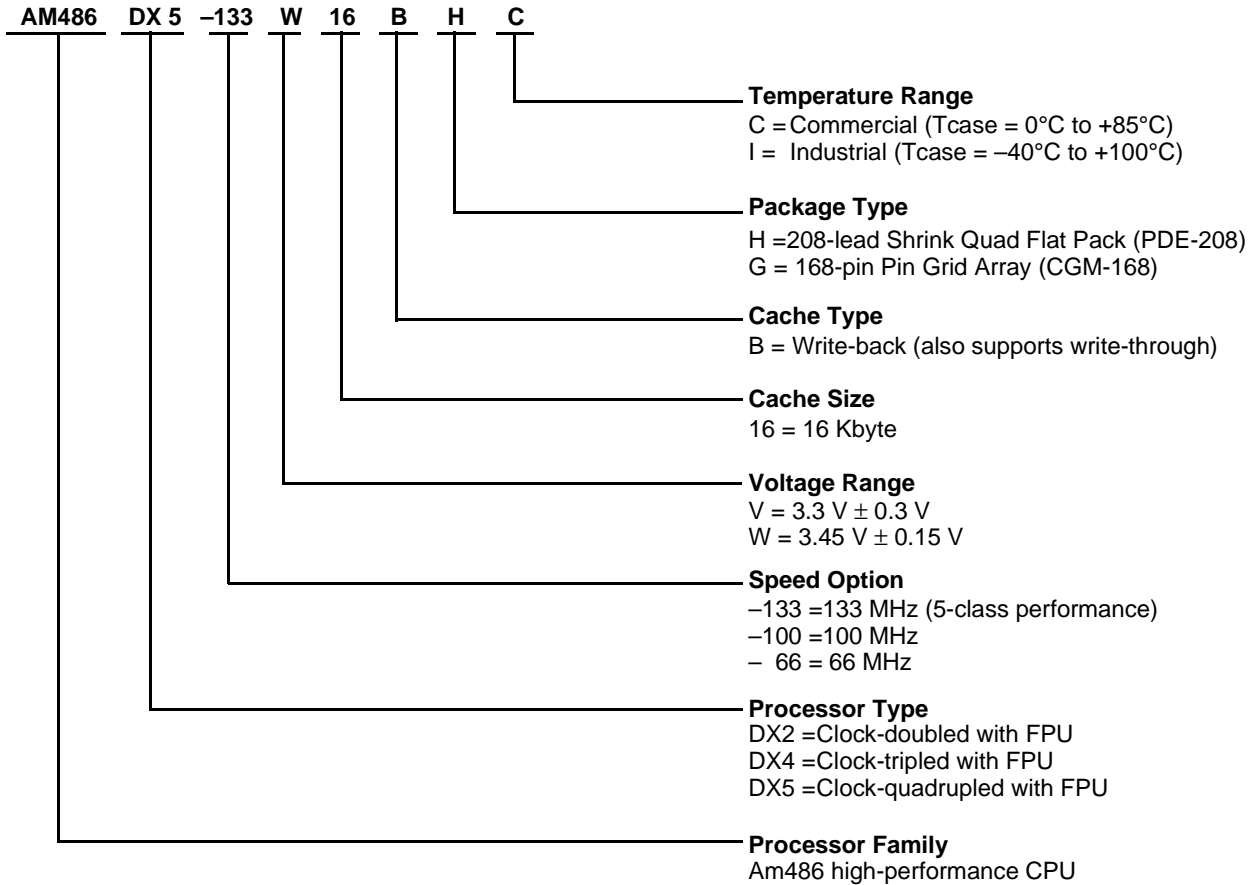 AM486 DX 5 –133 W 16 B H C
Temperature Range
C = Commercial (Tcase = 0°C to +85°C)
I = Industrial (Tcase = –40°C to +100°C)
Package Type
H =208-lead Shrink Quad Flat Pack (PDE-208)
G = 168-pin Pin Grid Array (CGM-168)
Cache Type
B = Write-back (also supports write-through)
Cache Size
16 = 16 Kbyte
Voltage Range
V = 3.3 V ± 0.3 V
W = 3.45 V ± 0.15 V
Speed Option
–133 =133 MHz (5-class performance)
–100 =100 MHz
– 66 = 66 MHz
Processor Type
DX2 =Clock-doubled with FPU
DX4 =Clock-tripled with FPU
DX5 =Clock-quadrupled with FPU
Processor Family
Am486 high-performance CPU